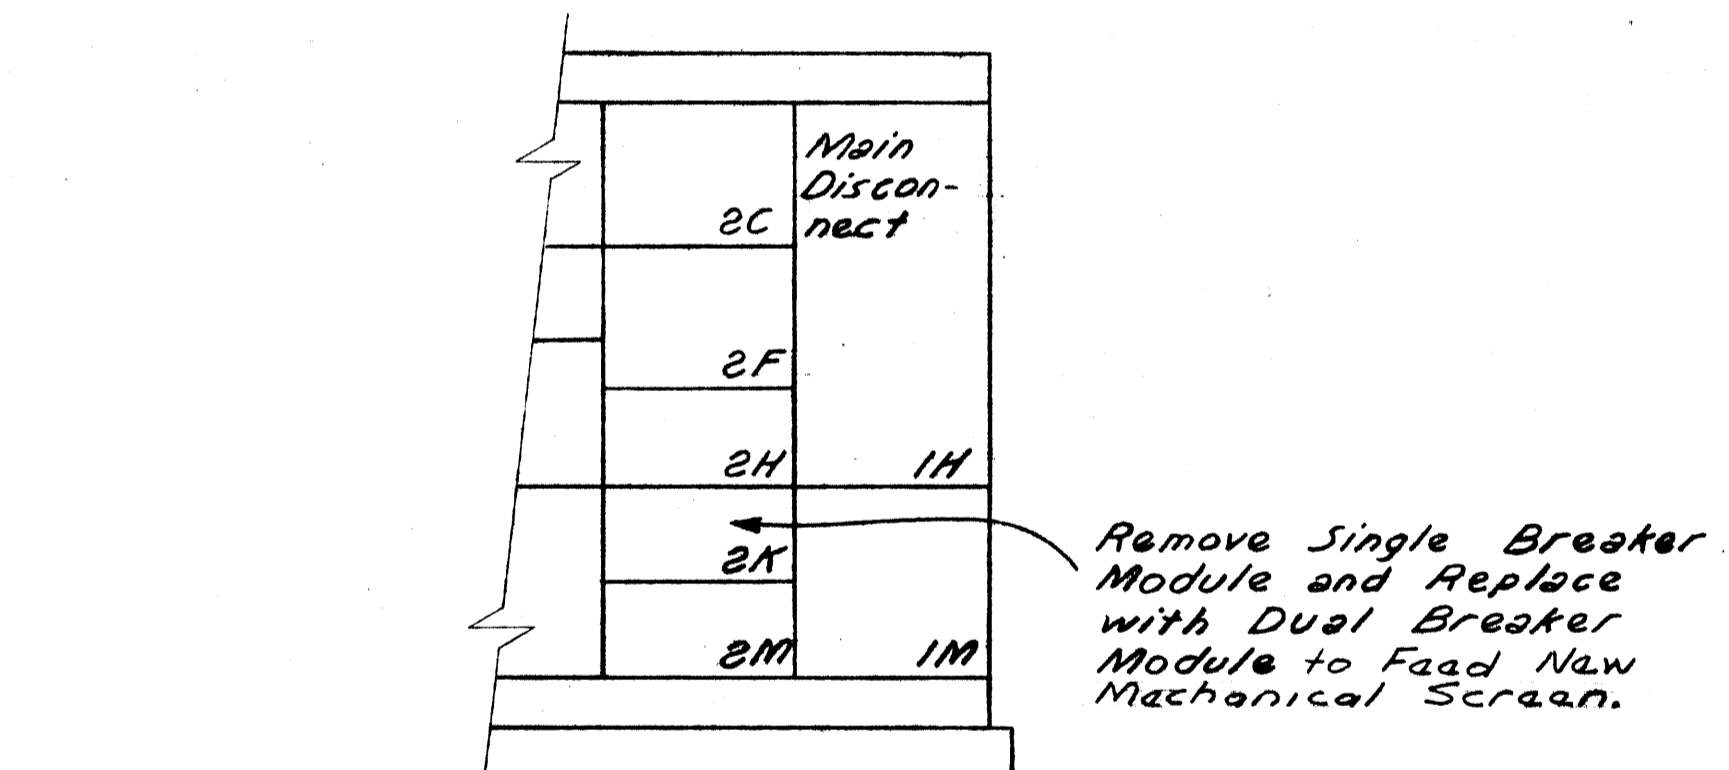 Main
Discon-
nect
2C
2F
2H
1H
2K
2M
1M
Remove Single Breaker
Module and Replace
with Dual Breaker
Module to Feed New
Mechanical Screen.